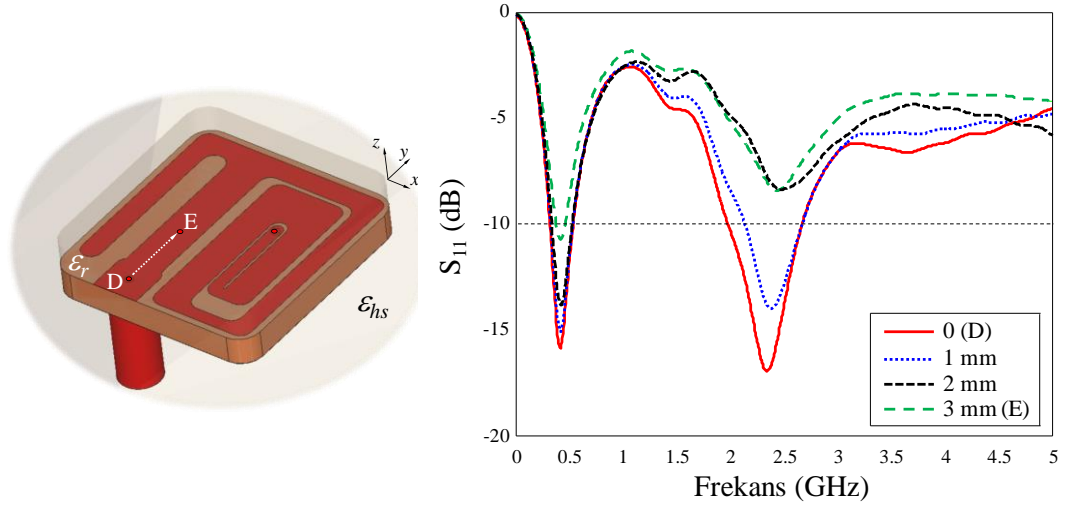 z
y
x
E
D
εr
εhs
S11 (dB)
0
-5
-10
-15
-20
0 (D)
1 mm
2 mm
3 mm (E)
0 0.5 1 1.5 2 2.5 3 3.5 4 4.5 5
Frekans (GHz)